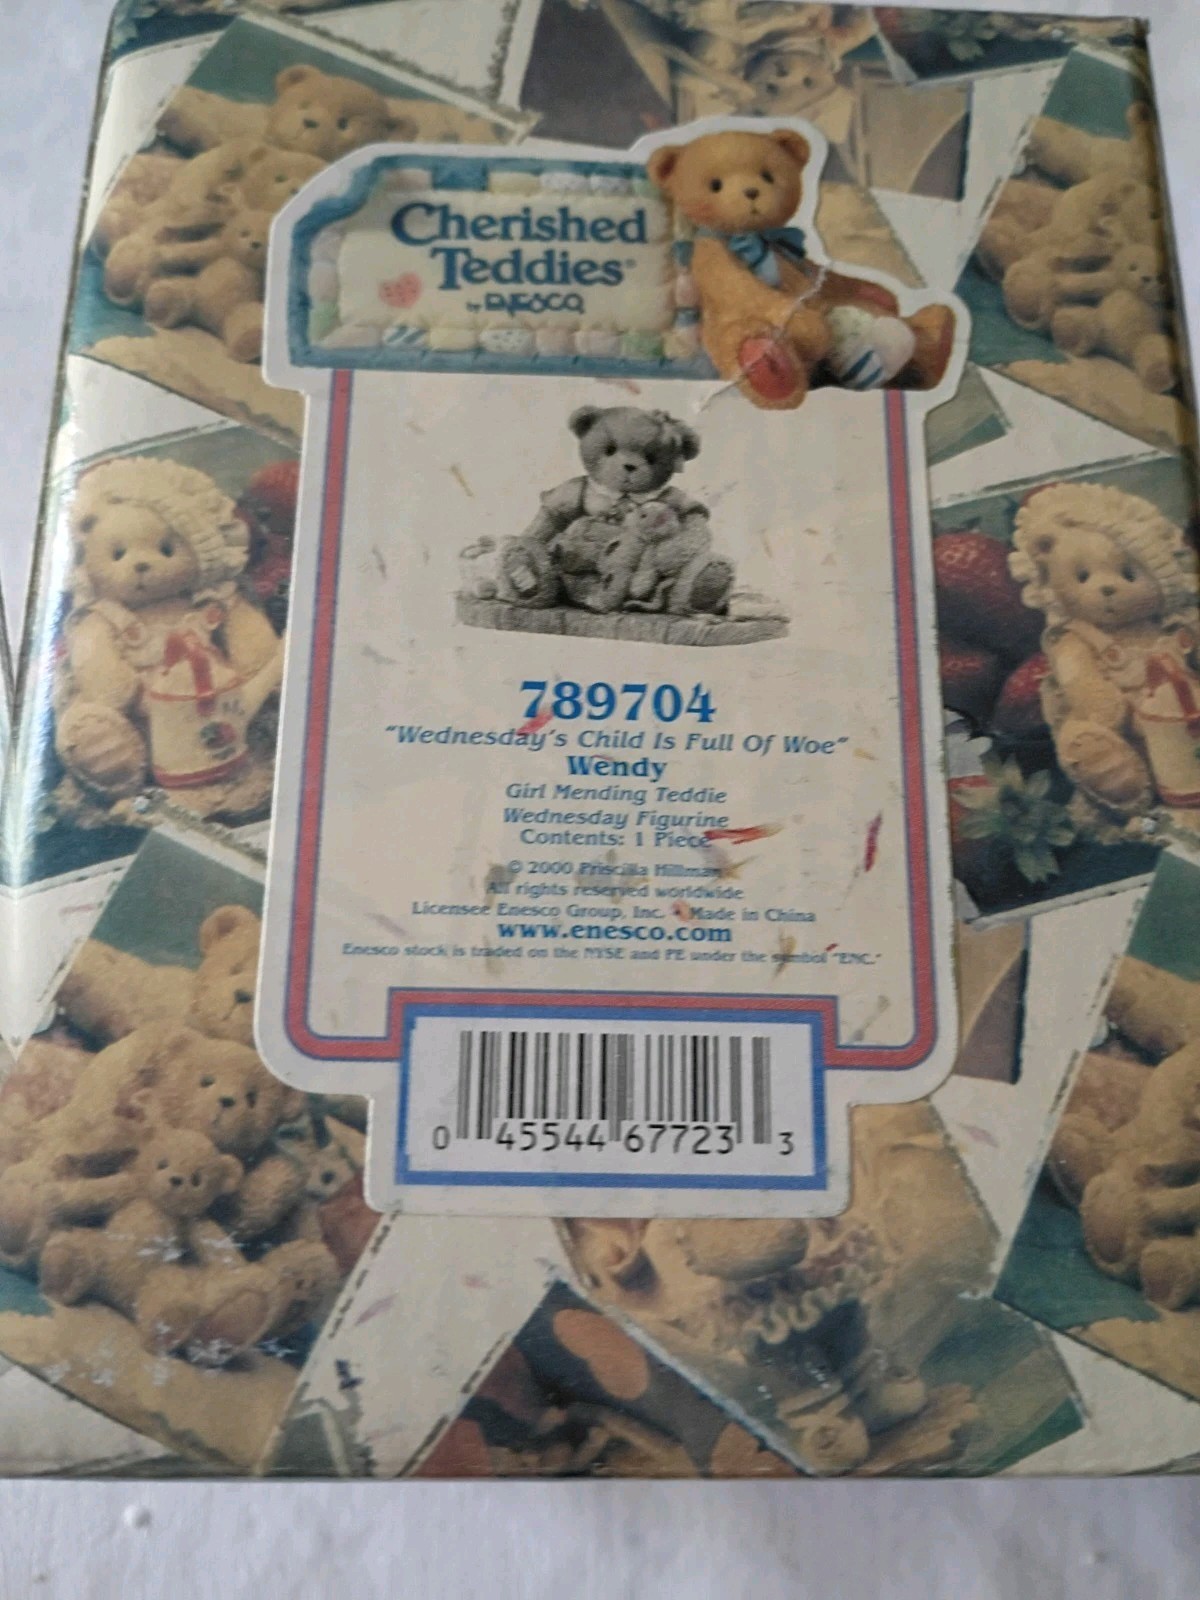 Cherished
Teddies®
by ENESCO
789704
"Wednesday's Child Is Full Of Woe"
Wendy
Girl Mending Teddie
Wednesday Figurine
Contents: 1 Piece
© 2000 Priscilla Hillman
All rights reserved worldwide
Licensee Enesco Group, Inc. • Made in China
www.enesco.com
Enesco stock is traded on the NYSE and PE under the symbol "ENC."
0 45544 67723 3